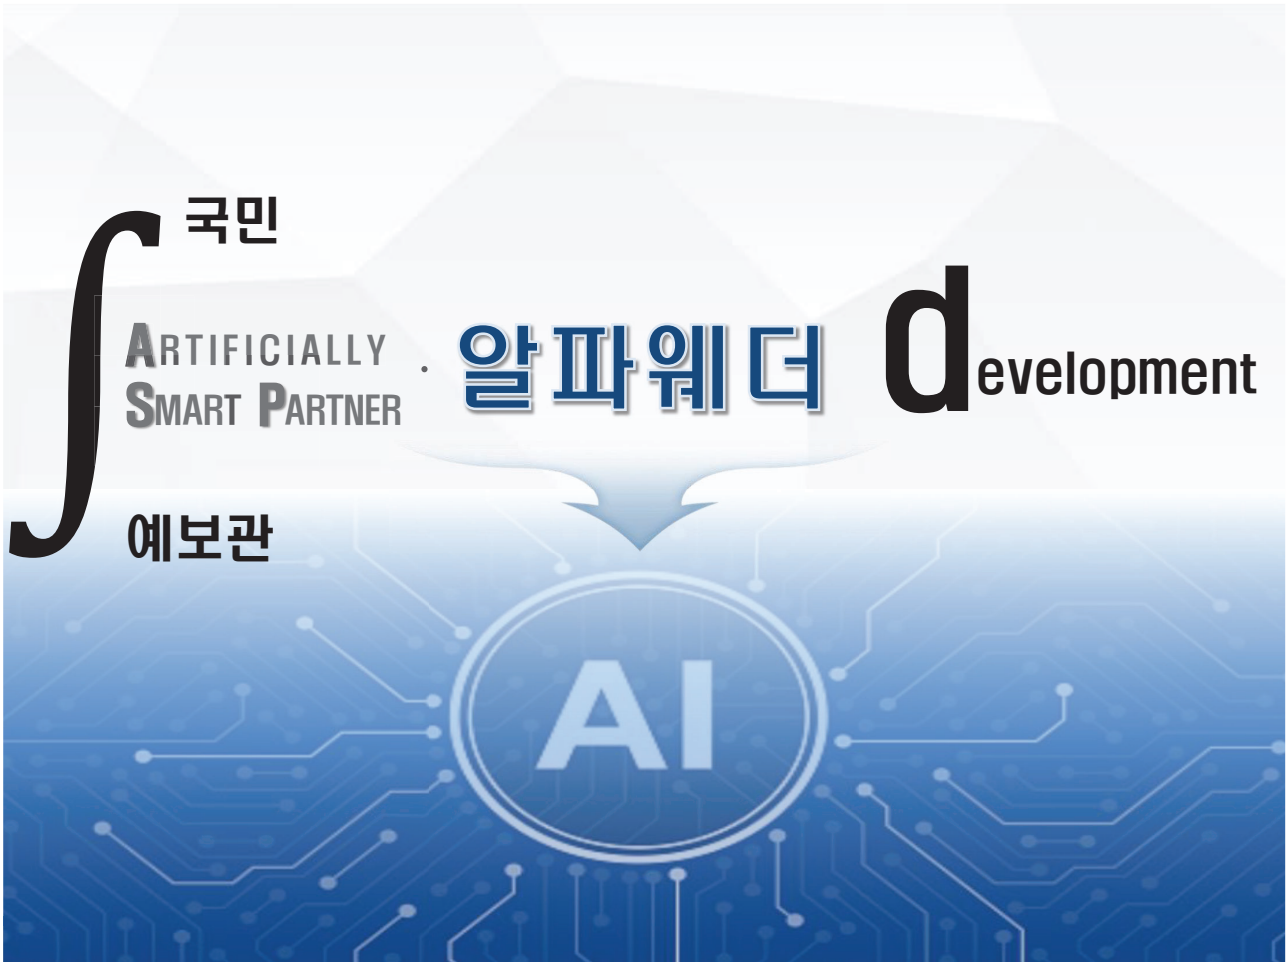 ∫
국민
ARTIFICIALLY
SMART PARTNER
· 알파웨더 development
예보관
AI